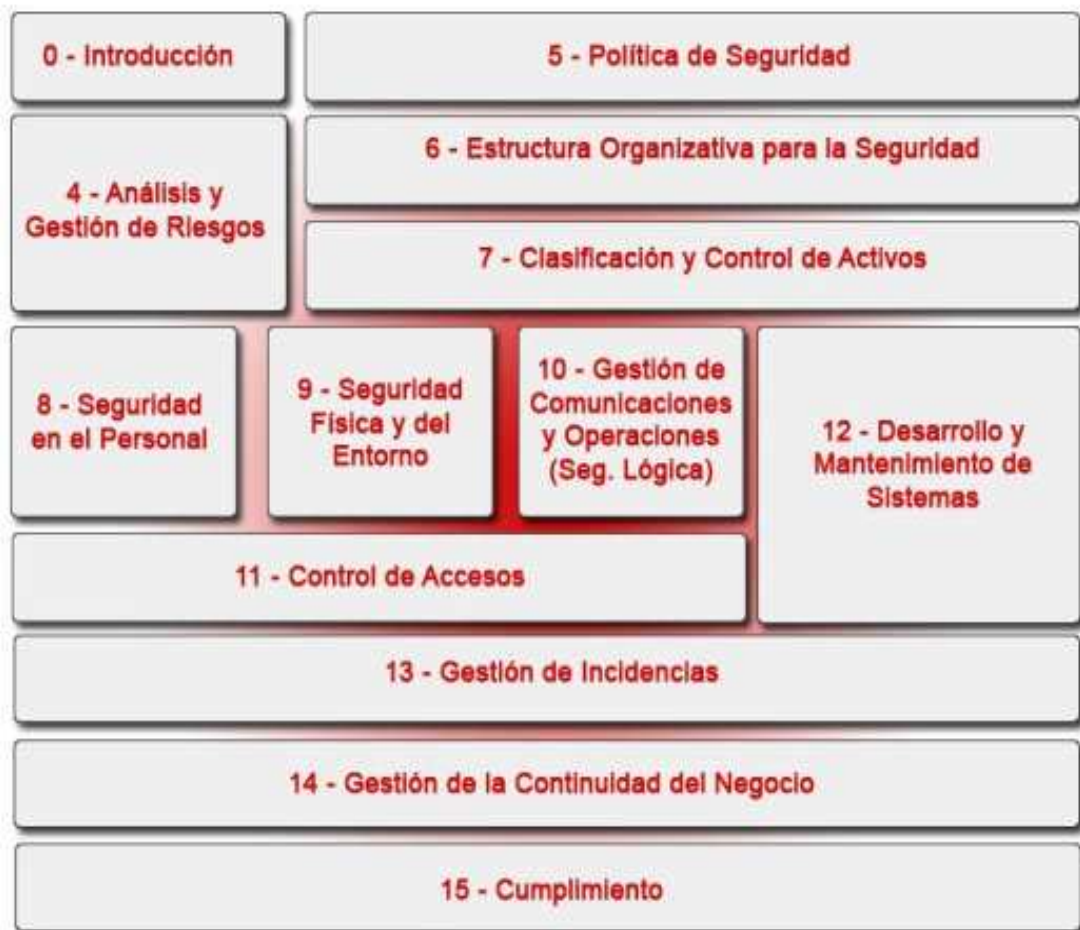 0 - Introducción
5 - Política de Seguridad
6 - Estructura Organizativa para la Seguridad
4 - Análisis y
Gestión de Riesgos
7 - Clasificación y Control de Activos
8 - Seguridad
en el Personal
9 - Seguridad
Física y del
Entorno
10 - Gestión de
Comunicaciones
y Operaciones
(Seg. Lógica)
12 - Desarrollo y
Mantenimiento de
Sistemas
11 - Control de Accesos
13 - Gestión de Incidencias
14 - Gestión de la Continuidad del Negocio
15 - Cumplimiento